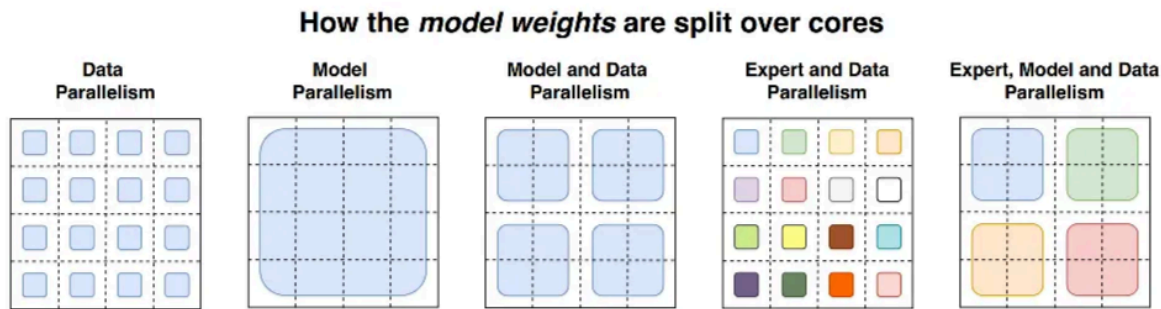 How the model weights are split over cores
Data
Parallelism
Model
Parallelism
Model and Data
Parallelism
Expert and Data
Parallelism
Expert, Model and Data
Parallelism